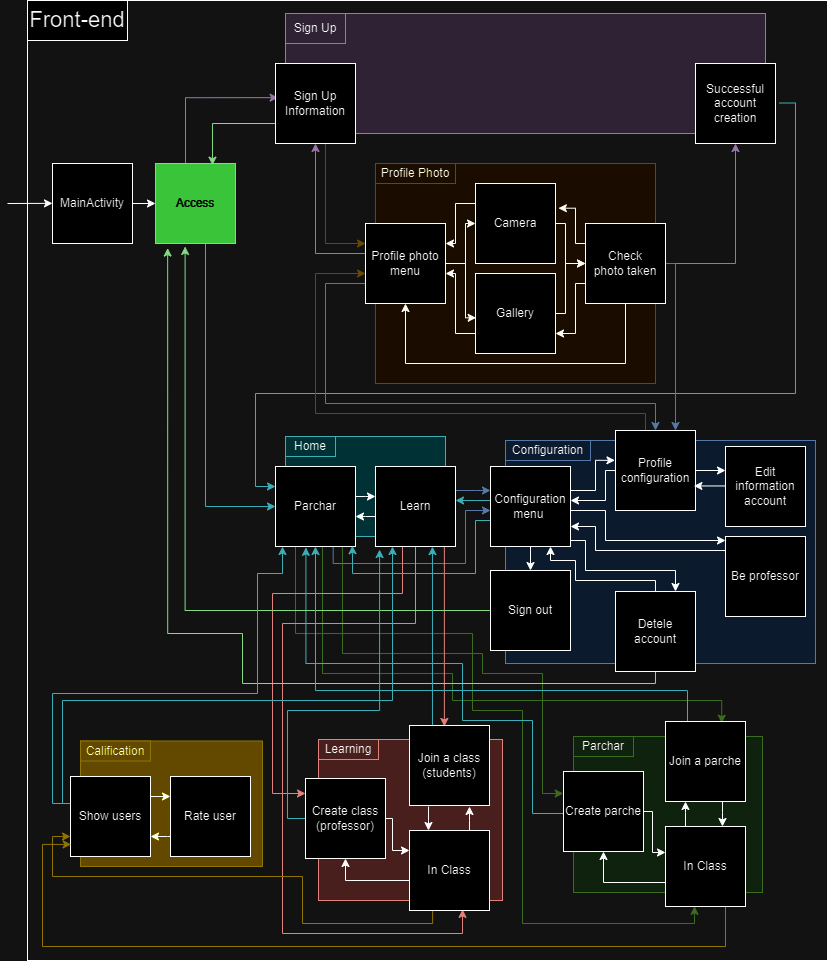 Front-end
Sign Up
Sign Up
Information
Successful
account
creation
MainActivity
Access
Profile Photo
Profile photo
menu
Camera
Gallery
Check
photo taken
Home
Parchar
Learn
Configuration
Configuration
menu
Profile
configuration
Edit
information
account
Be professor
Sign out
Detele
account
Calification
Show users
Rate user
Learning
Join a class
(students)
Create class
(professor)
In Class
Parchar
Join a parche
Create parche
In Class